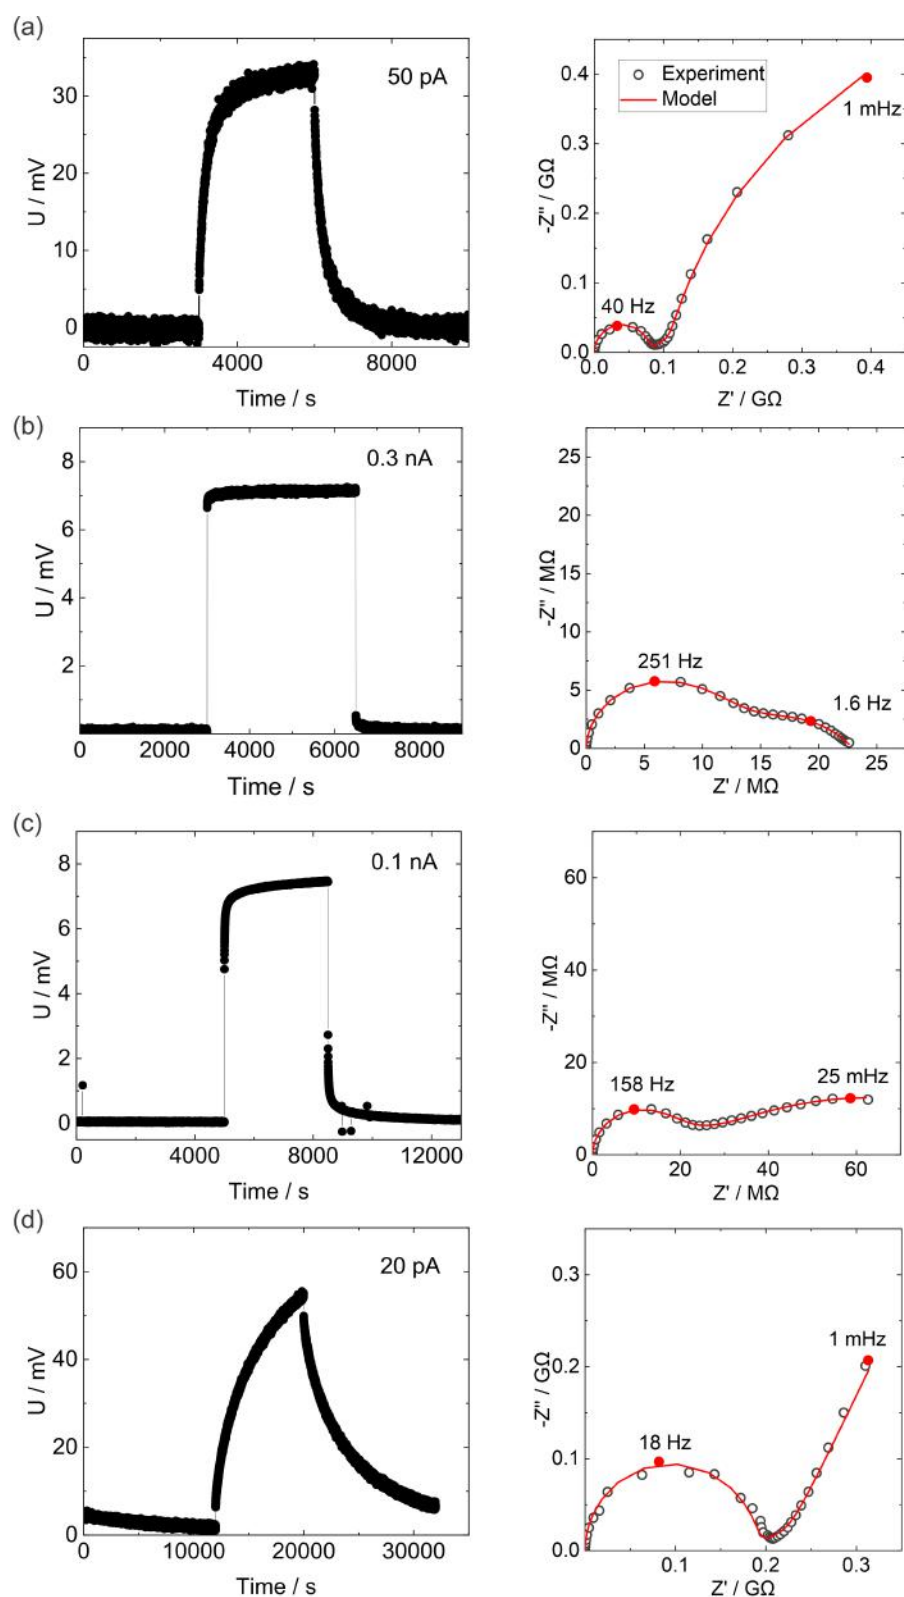 (a)
50 pA
30
20
10
0
U / mV
0
4000
8000
Time / s
Experiment
Model
1 mHz
40 Hz
0.4
0.3
0.2
0.1
0.0
-Z'' / GΩ
0.0
0.1
0.2
0.3
0.4
Z' / GΩ
(b)
0.3 nA
8
6
4
2
U / mV
0
2000
4000
6000
8000
Time / s
251 Hz
1.6 Hz
25
20
15
10
5
0
-Z'' / MΩ
0
5
10
15
20
25
Z' / MΩ
(c)
0.1 nA
8
6
4
2
0
U / mV
0
4000
8000
12000
Time / s
158 Hz
25 mHz
60
40
20
0
-Z'' / MΩ
0
20
40
60
Z' / MΩ
(d)
20 pA
60
40
20
0
U / mV
0
10000
20000
30000
Time / s
18 Hz
1 mHz
0.3
0.2
0.1
0.0
-Z'' / GΩ
0.1
0.2
0.3
Z' / GΩ